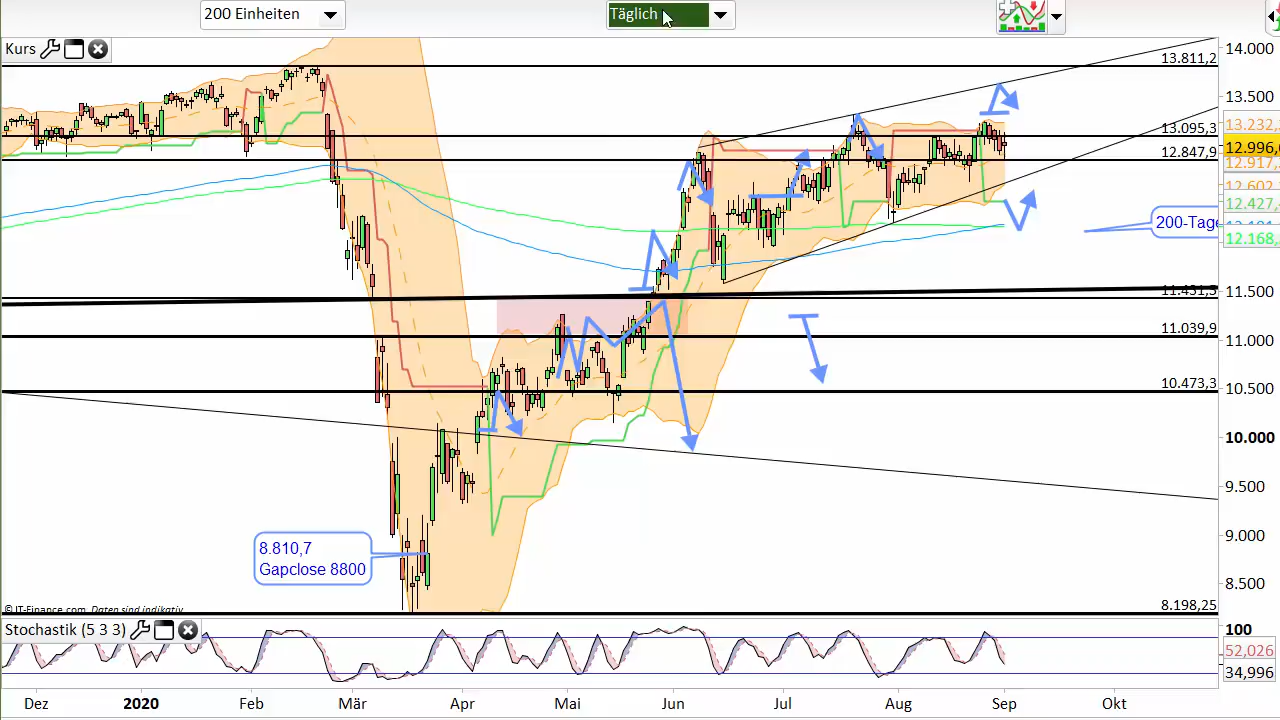 200 Einheiten
Täglich
Kurs
14.000
13.811,2
13.500
13.232,
13.095,3
12.996,
12.847,9
12.917,
12.602,
12.427,
200-Tage
12.168,
11.500
11.451,5
11.039,9
11.000
10.473,3
10.500
10.000
9.500
9.000
8.810,7
Gapclose 8800
8.500
8.198,25
© IT-Finance.com Daten sind indikativ
Stochastik (5 3 3)
100
52,026
34,996
Dez
2020
Feb
Mär
Apr
Mai
Jun
Jul
Aug
Sep
Okt